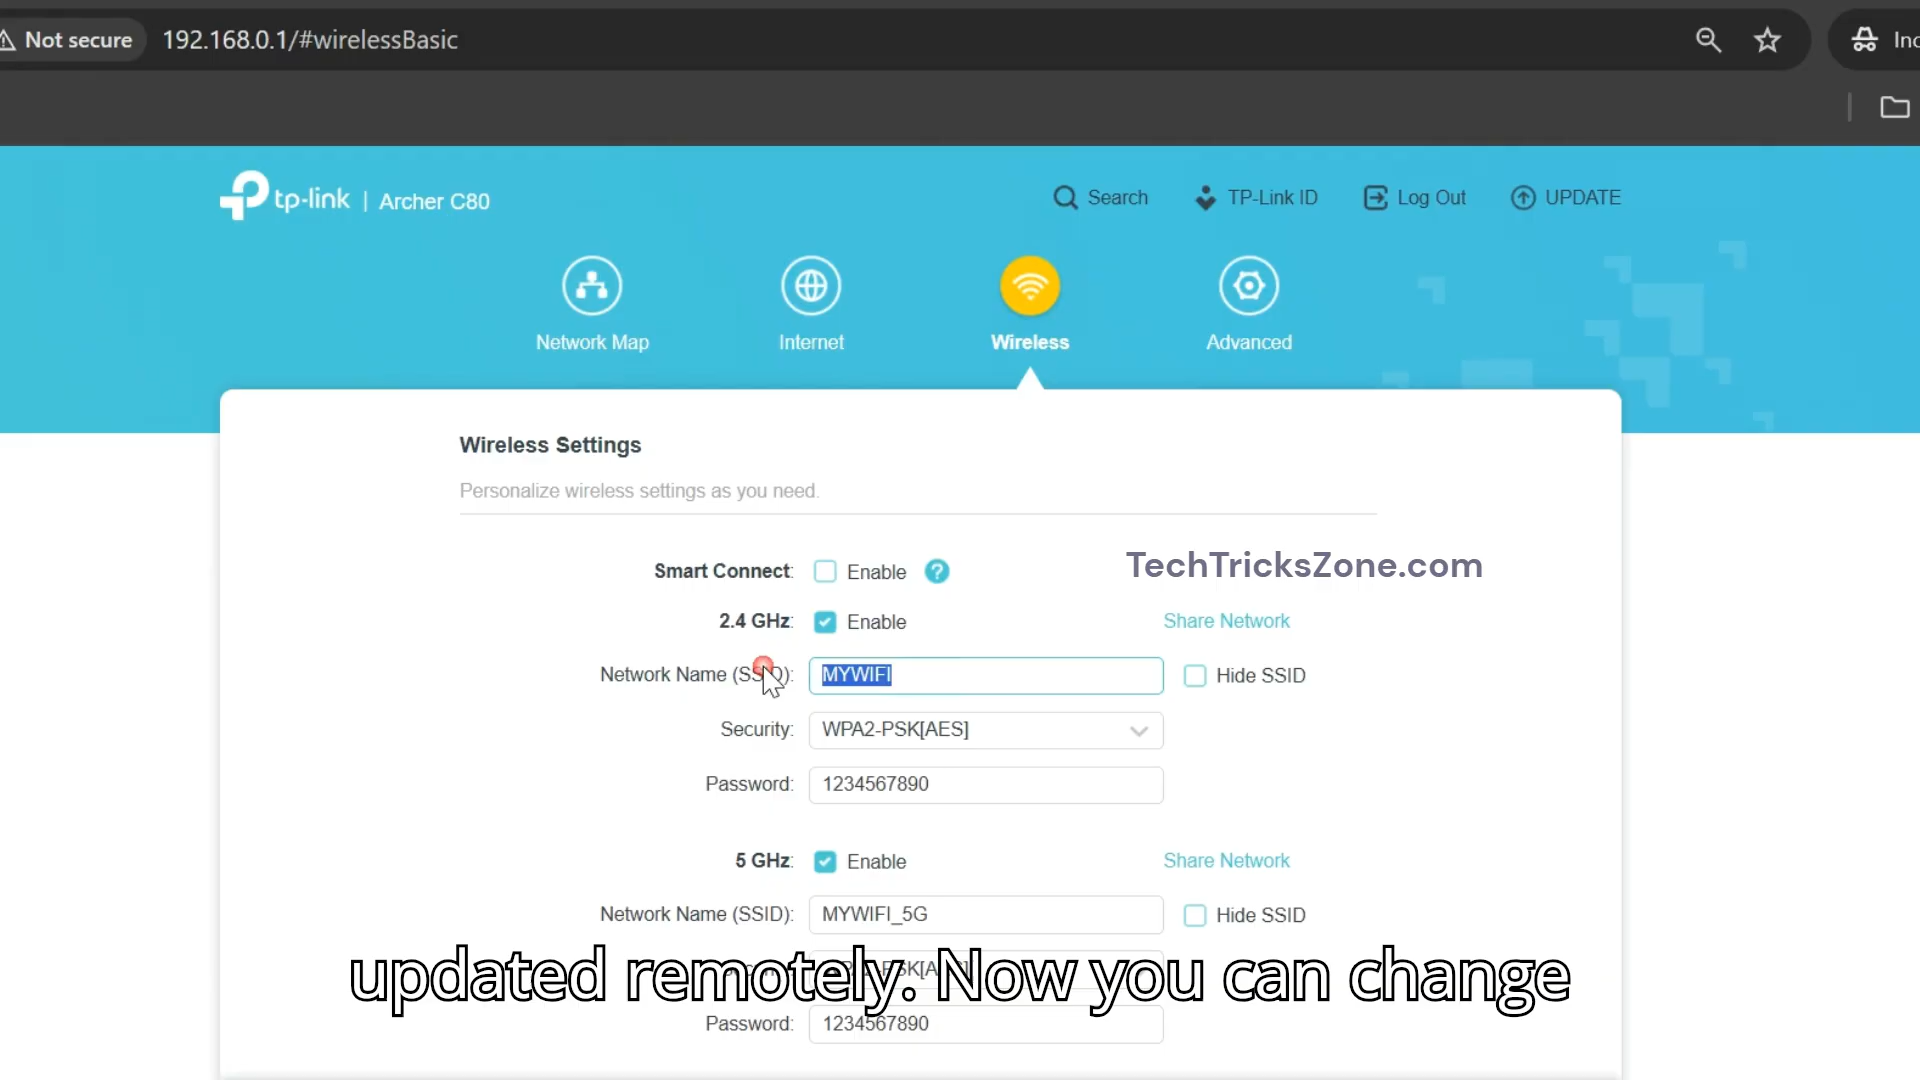 Not secure 192.168.0.1/#wirelessBasic
tp-link | Archer C80 Search TP-Link ID Log Out UPDATE
Network Map Internet Wireless Advanced
Wireless Settings
Personalize wireless settings as you need.
TechTricksZone.com
Smart Connect: Enable ?
2.4 GHz: Enable Share Network
Network Name (SSID): MYWIFI Hide SSID
Security: WPA2-PSK[AES]
Password: 1234567890
5 GHz: Enable Share Network
Network Name (SSID): MYWIFI_5G Hide SSID
updated remotely. Now you can change
Password: 1234567890